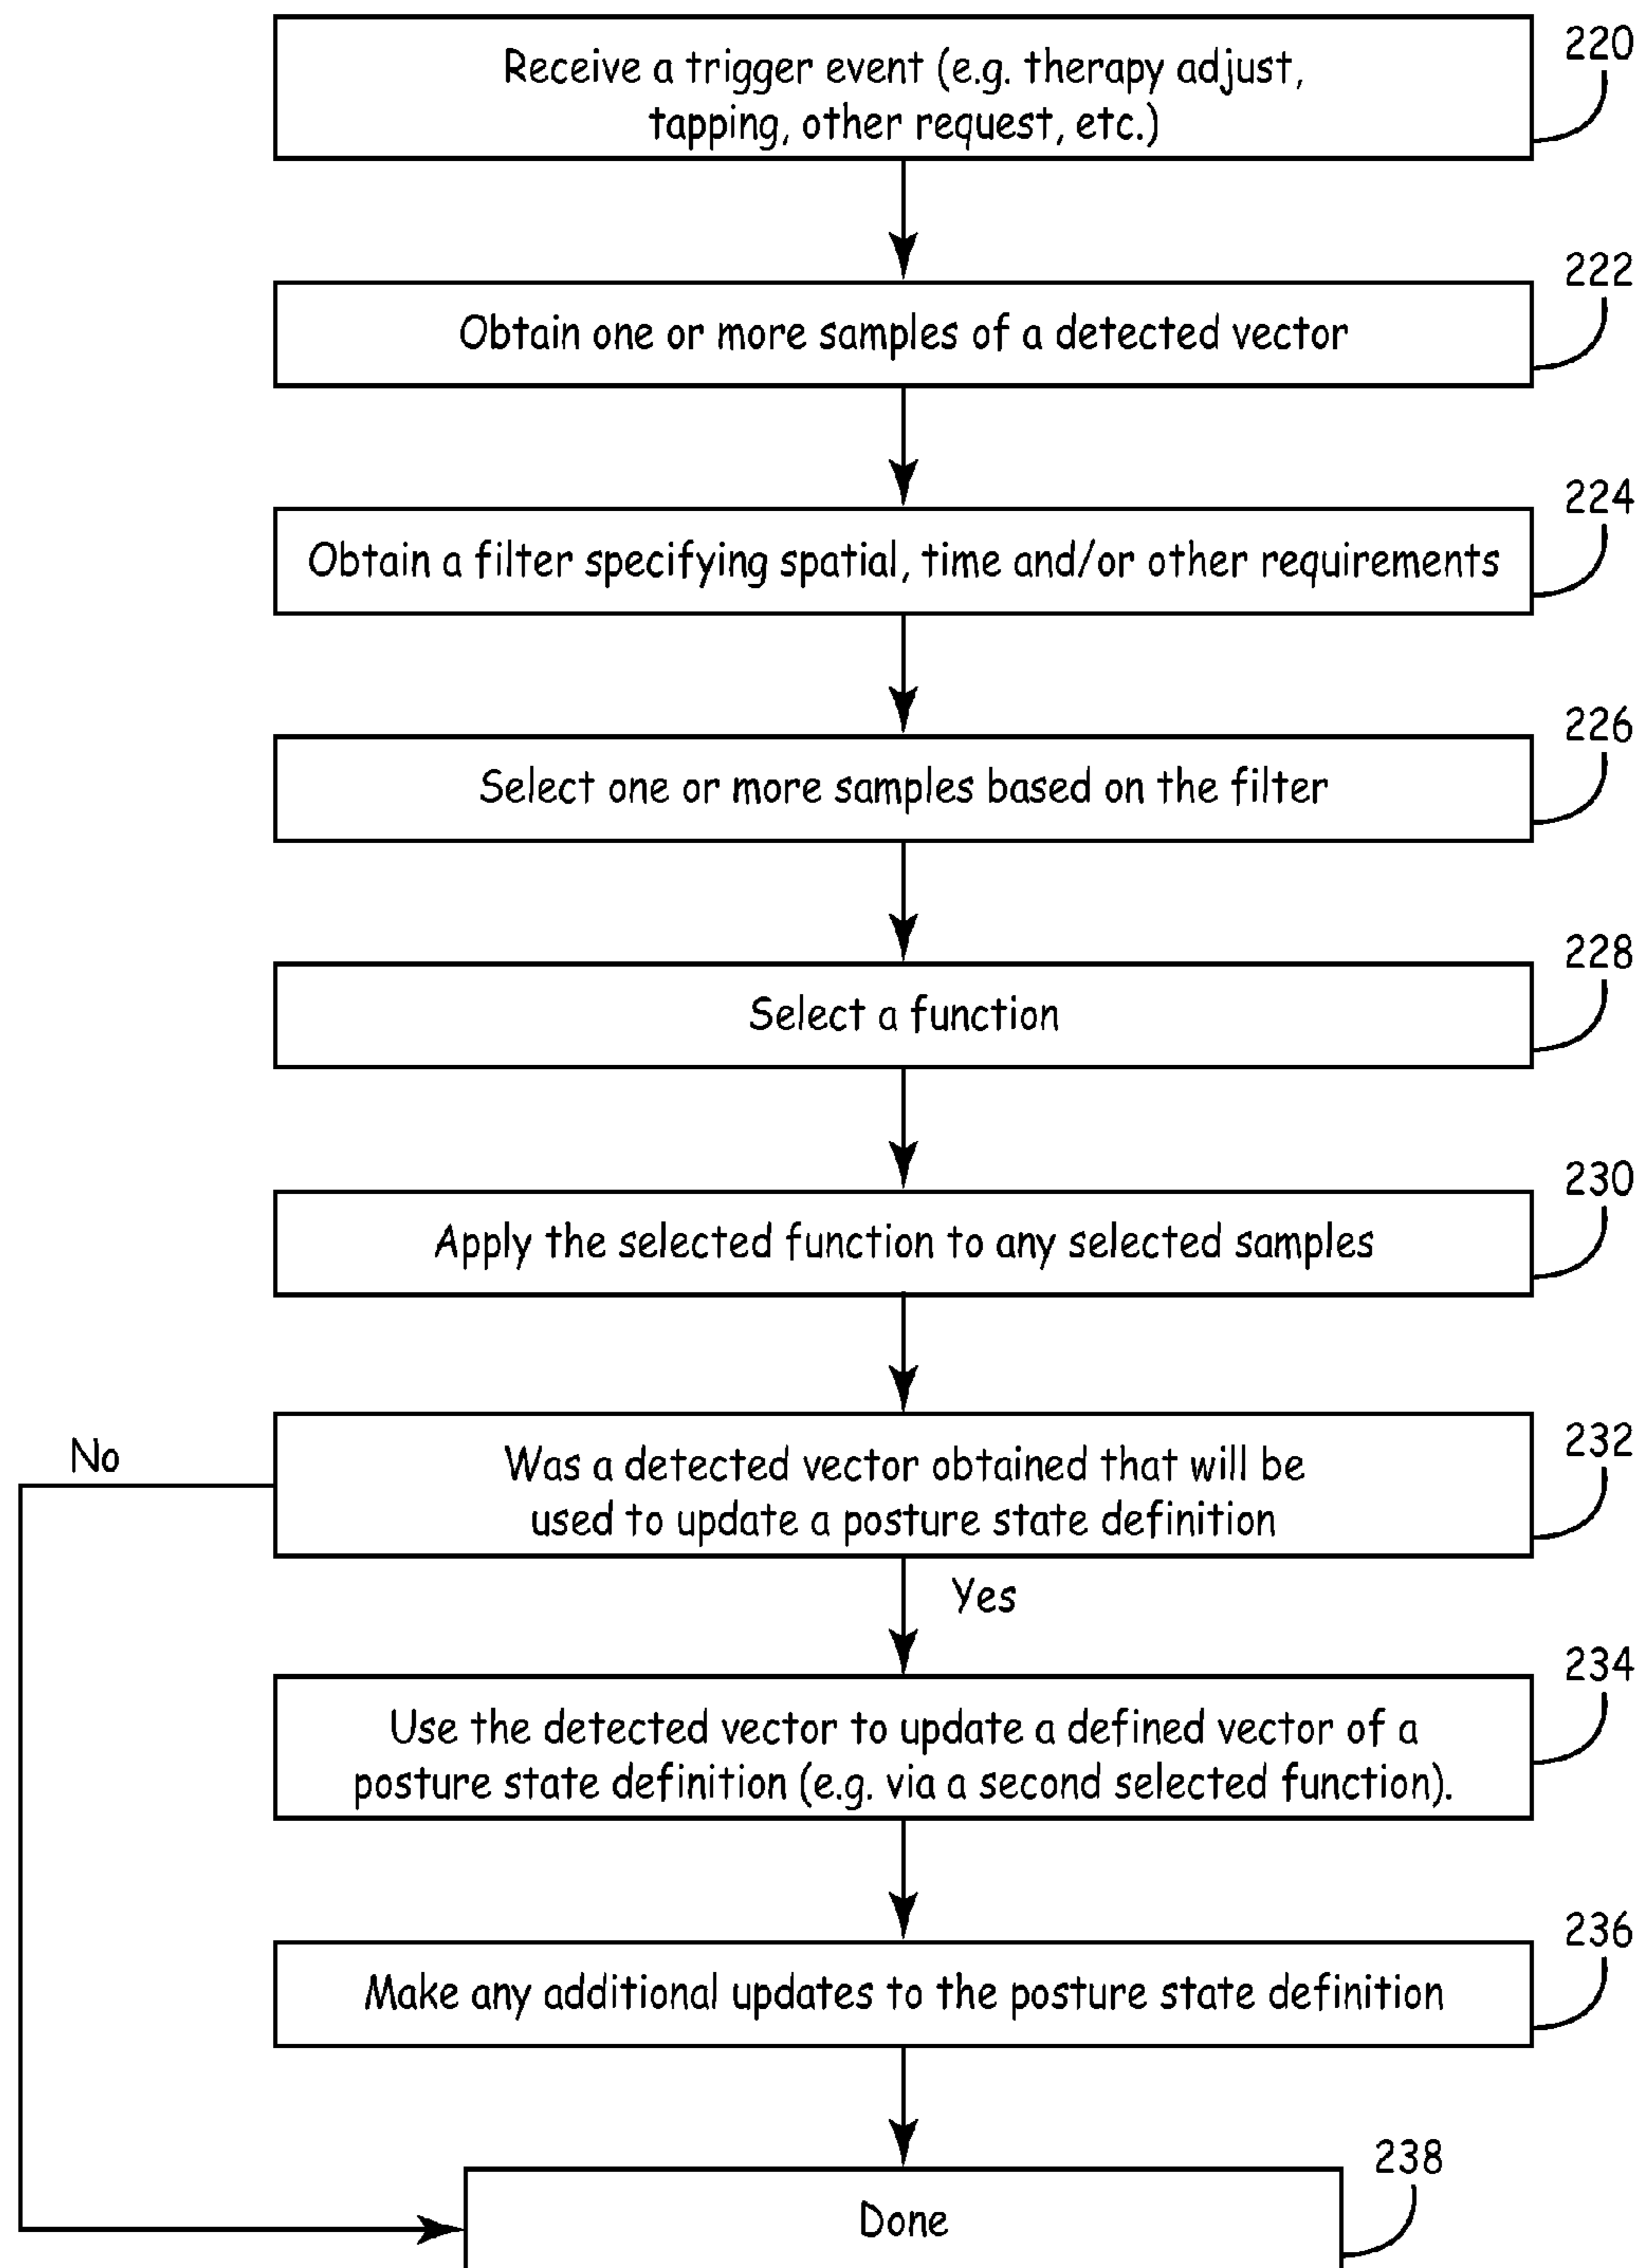 Receive a trigger event (e.g. therapy adjust,
tapping, other request, etc.)
220
Obtain one or more samples of a detected vector
222
Obtain a filter specifying spatial, time and/or other requirements
224
Select one or more samples based on the filter
226
Select a function
228
Apply the selected function to any selected samples
230
Was a detected vector obtained that will be
used to update a posture state definition
232
No
Yes
Use the detected vector to update a defined vector of a
posture state definition (e.g. via a second selected function).
234
Make any additional updates to the posture state definition
236
Done
238